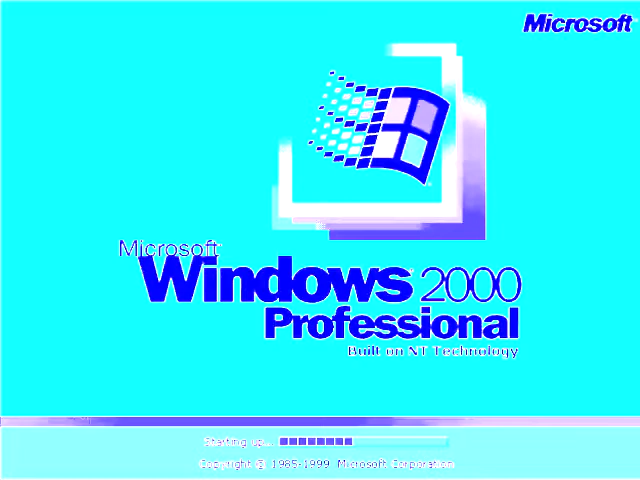 Microsoft
Microsoft
Windows 2000
Professional
Built on NT Technology
Starting up...
Copyright © 1985-1999 Microsoft Corporation